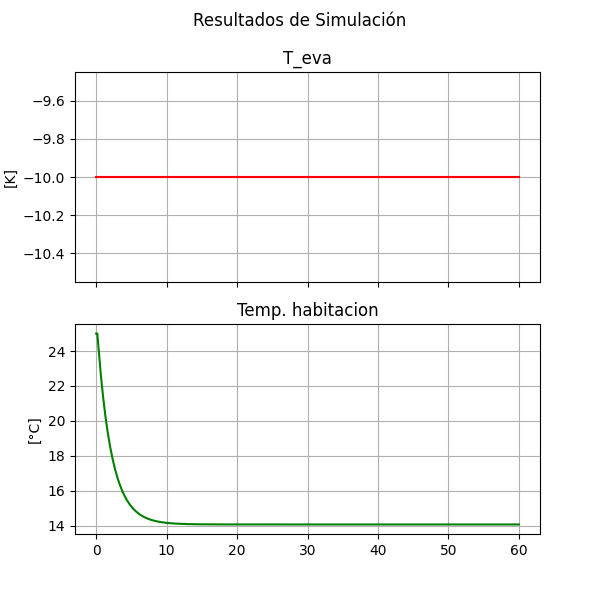 Resultados de Simulación
T_eva
−9.6
−9.8
−10.0
−10.2
−10.4
[K]
Temp. habitacion
24
22
20
18
16
14
[°C]
0 10 20 30 40 50 60